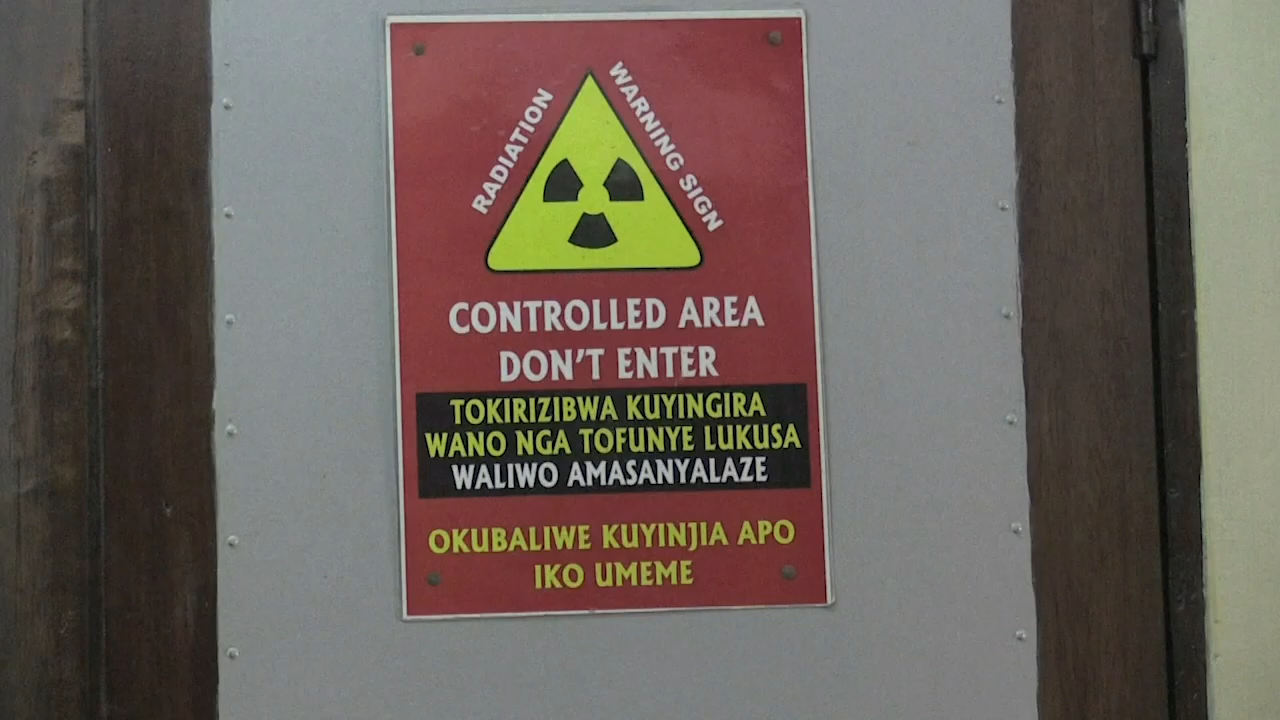 RADIATION
WARNING SIGN
CONTROLLED AREA
DON'T ENTER
TOKIRIZIBWA KUYINGIRA
WANO NGA TOFUNYE LUKUSA
WALIWO AMASANYALAZE
OKUBALIWE KUYINJIA APO
IKO UMEME